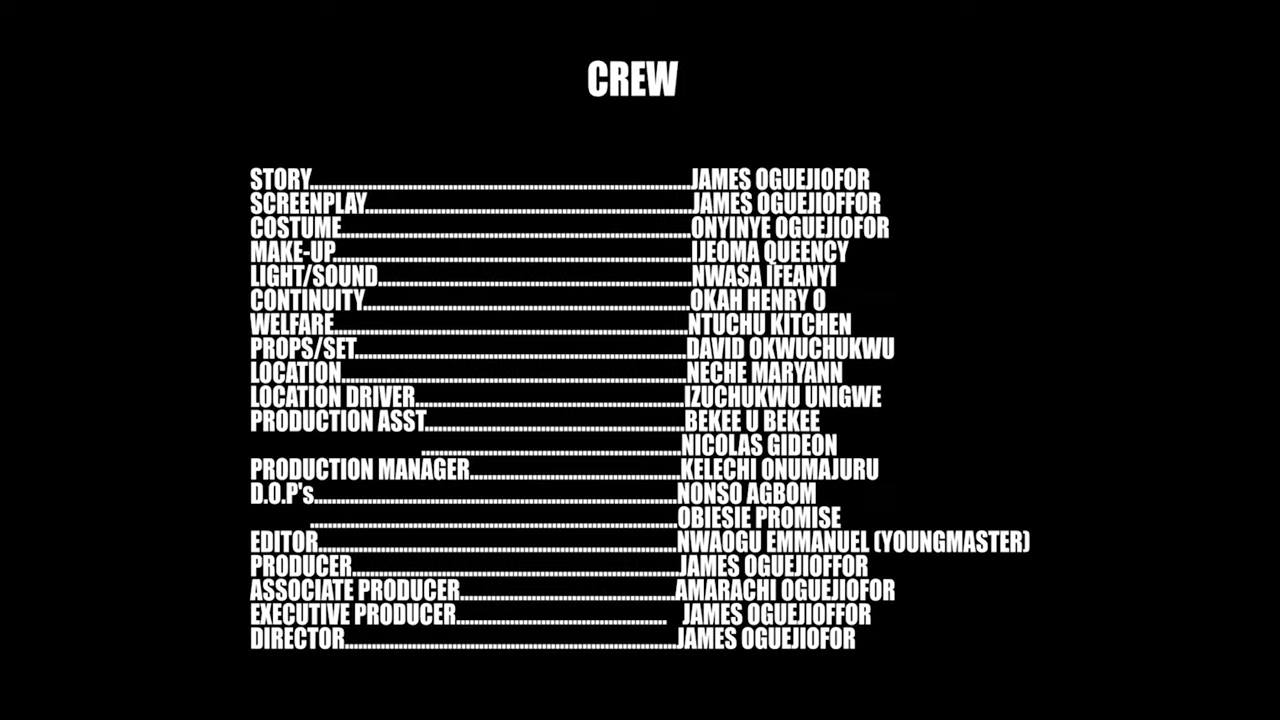 CREW
STORY....................................................................................JAMES OGUEJIOFOR
SCREENPLAY........................................................................JAMES OGUEJIOFFOR
COSTUME.............................................................................ONYINYE OGUEJIOFOR
MAKE-UP...............................................................................IJEOMA QUEENCY
LIGHT/SOUND.....................................................................NWASA IFEANYI
CONTINUITY........................................................................OKAH HENRY O
WELFARE..............................................................................NTUCHU KITCHEN
PROPS/SET.........................................................................DAVID OKWUCHUKWU
LOCATION............................................................................NECHE MARYANN
LOCATION DRIVER...........................................................IZUCHUKWU UNIGWE
PRODUCTION ASST.........................................................BEKEE U BEKEE
.........................................................NICOLAS GIDEON
PRODUCTION MANAGER..............................................KELECHI ONUMAJURU
D.O.P's................................................................................NONSO AGBOM
.................................................................................OBIESIE PROMISE
EDITOR...............................................................................NWAOGU EMMANUEL (YOUNGMASTER)
PRODUCER........................................................................JAMES OGUEJIOFFOR
ASSOCIATE PRODUCER...............................................AMARACHI OGUEJIOFOR
EXECUTIVE PRODUCER.............................................. JAMES OGUEJIOFFOR
DIRECTOR.........................................................................JAMES OGUEJIOFOR